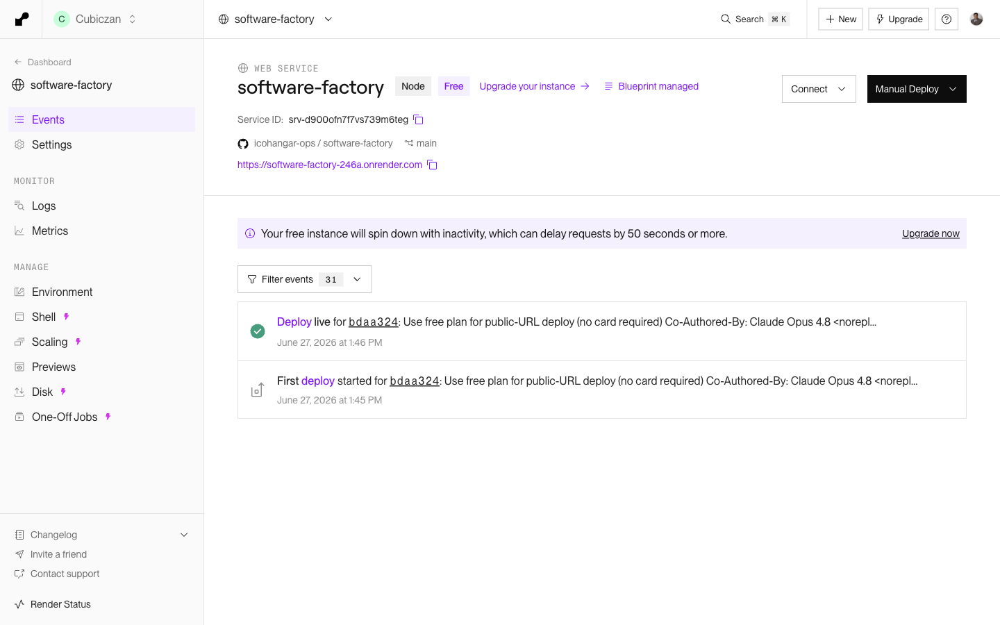 C Cubiczan
software-factory
Search ⌘ K
New
Upgrade
Dashboard
software-factory
Events
Settings
MONITOR
Logs
Metrics
MANAGE
Environment
Shell
Scaling
Previews
Disk
One-Off Jobs
Changelog
Invite a friend
Contact support
Render Status
WEB SERVICE
software-factory Node Free Upgrade your instance → Blueprint managed
Connect
Manual Deploy
Service ID: srv-d900ofn7f7vs739m6teg
icohangar-ops / software-factory main
https://software-factory-246a.onrender.com
Your free instance will spin down with inactivity, which can delay requests by 50 seconds or more. Upgrade now
Filter events 31
Deploy live for bdaa324: Use free plan for public-URL deploy (no card required) Co-Authored-By: Claude Opus 4.8 <norepl...
June 27, 2026 at 1:46 PM
First deploy started for bdaa324: Use free plan for public-URL deploy (no card required) Co-Authored-By: Claude Opus 4.8 <norepl...
June 27, 2026 at 1:45 PM